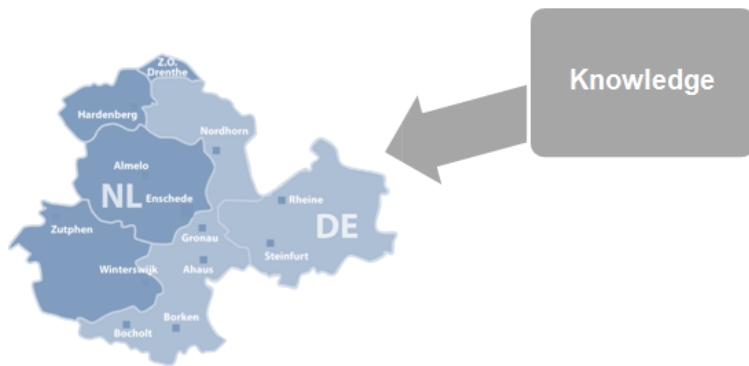 Z.O.
Drenthe
Knowledge
Hardenberg
Nordhorn
Almelo
NL
Enschede
Rheine
Zutphen
DE
Gronau
Steinfurt
Winterswijk
Ahaus
Borken
Bocholt